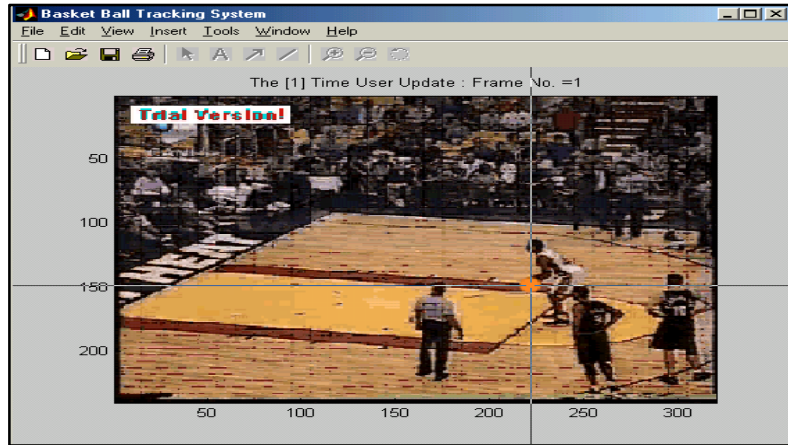 Basket Ball Tracking System
File Edit View Insert Tools Window Help
The [1] Time User Update : Frame No. =1
Trial Version!
50
100
150
200
50 100 150 200 250 300